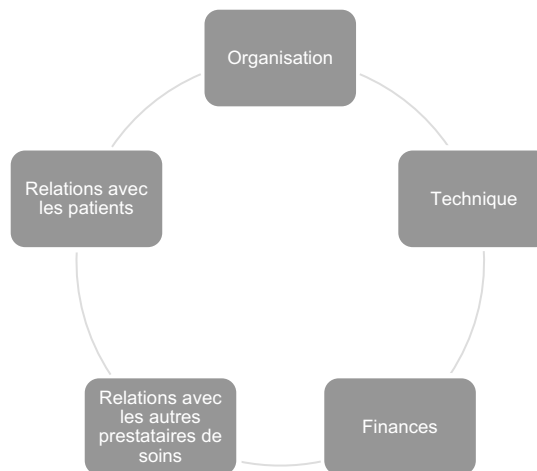 Organisation
Technique
Finances
Relations avec
les autres
prestataires de
soins
Relations avec
les patients